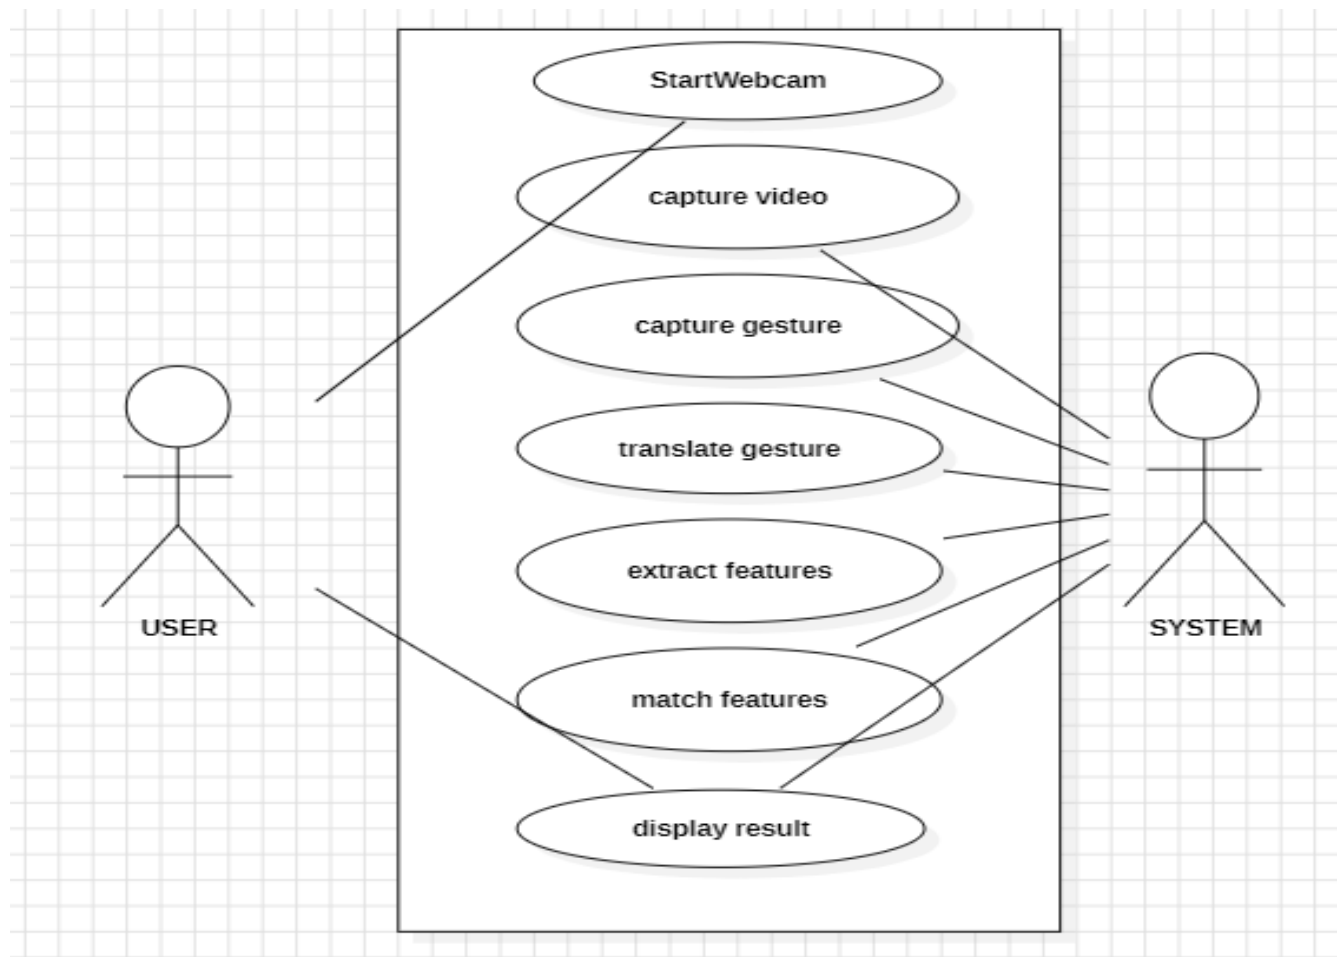 StartWebcam
capture video
capture gesture
translate gesture
extract features
match features
display result
USER
SYSTEM